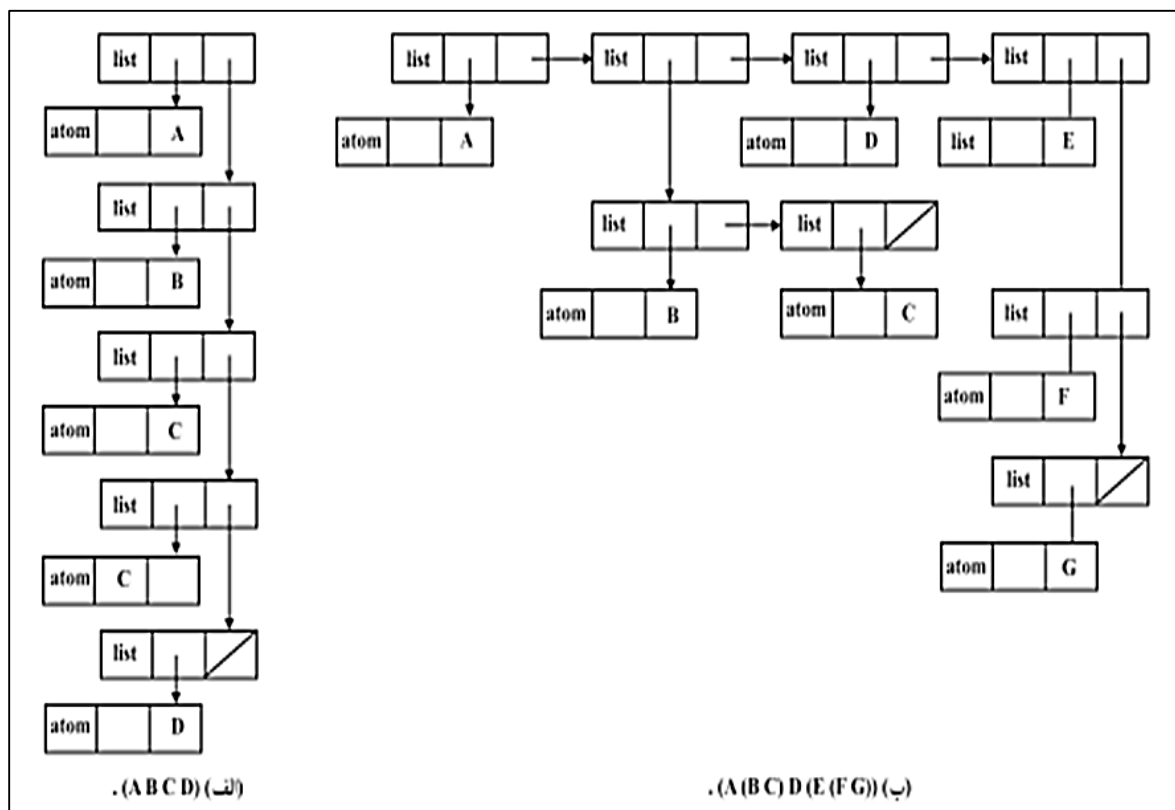 list
atom A
list
atom B
list
atom C
list
atom C
list
atom D
(الف) (A B C D) .
list list list list
atom A atom D list E
list list
atom B atom C list
atom F
list
atom G
(ب) (A (B C) D (E (F G)) .